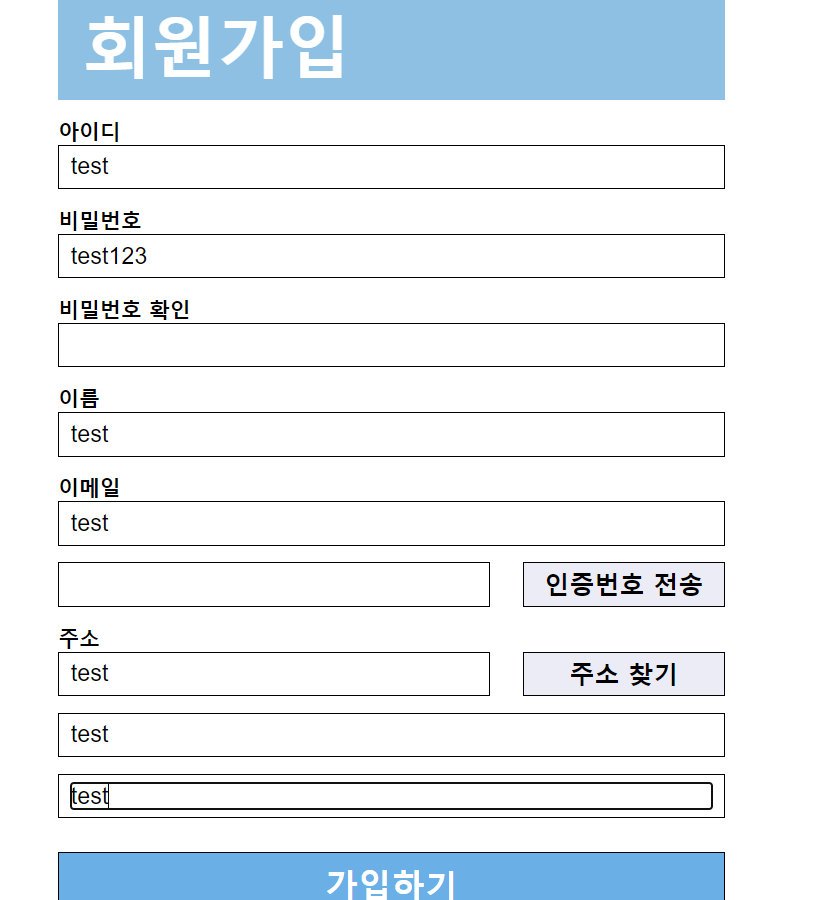 회원가입
아이디
test
비밀번호
test123
비밀번호 확인
이름
test
이메일
test
인증번호 전송
주소
test
주소 찾기
test
test
가입하기